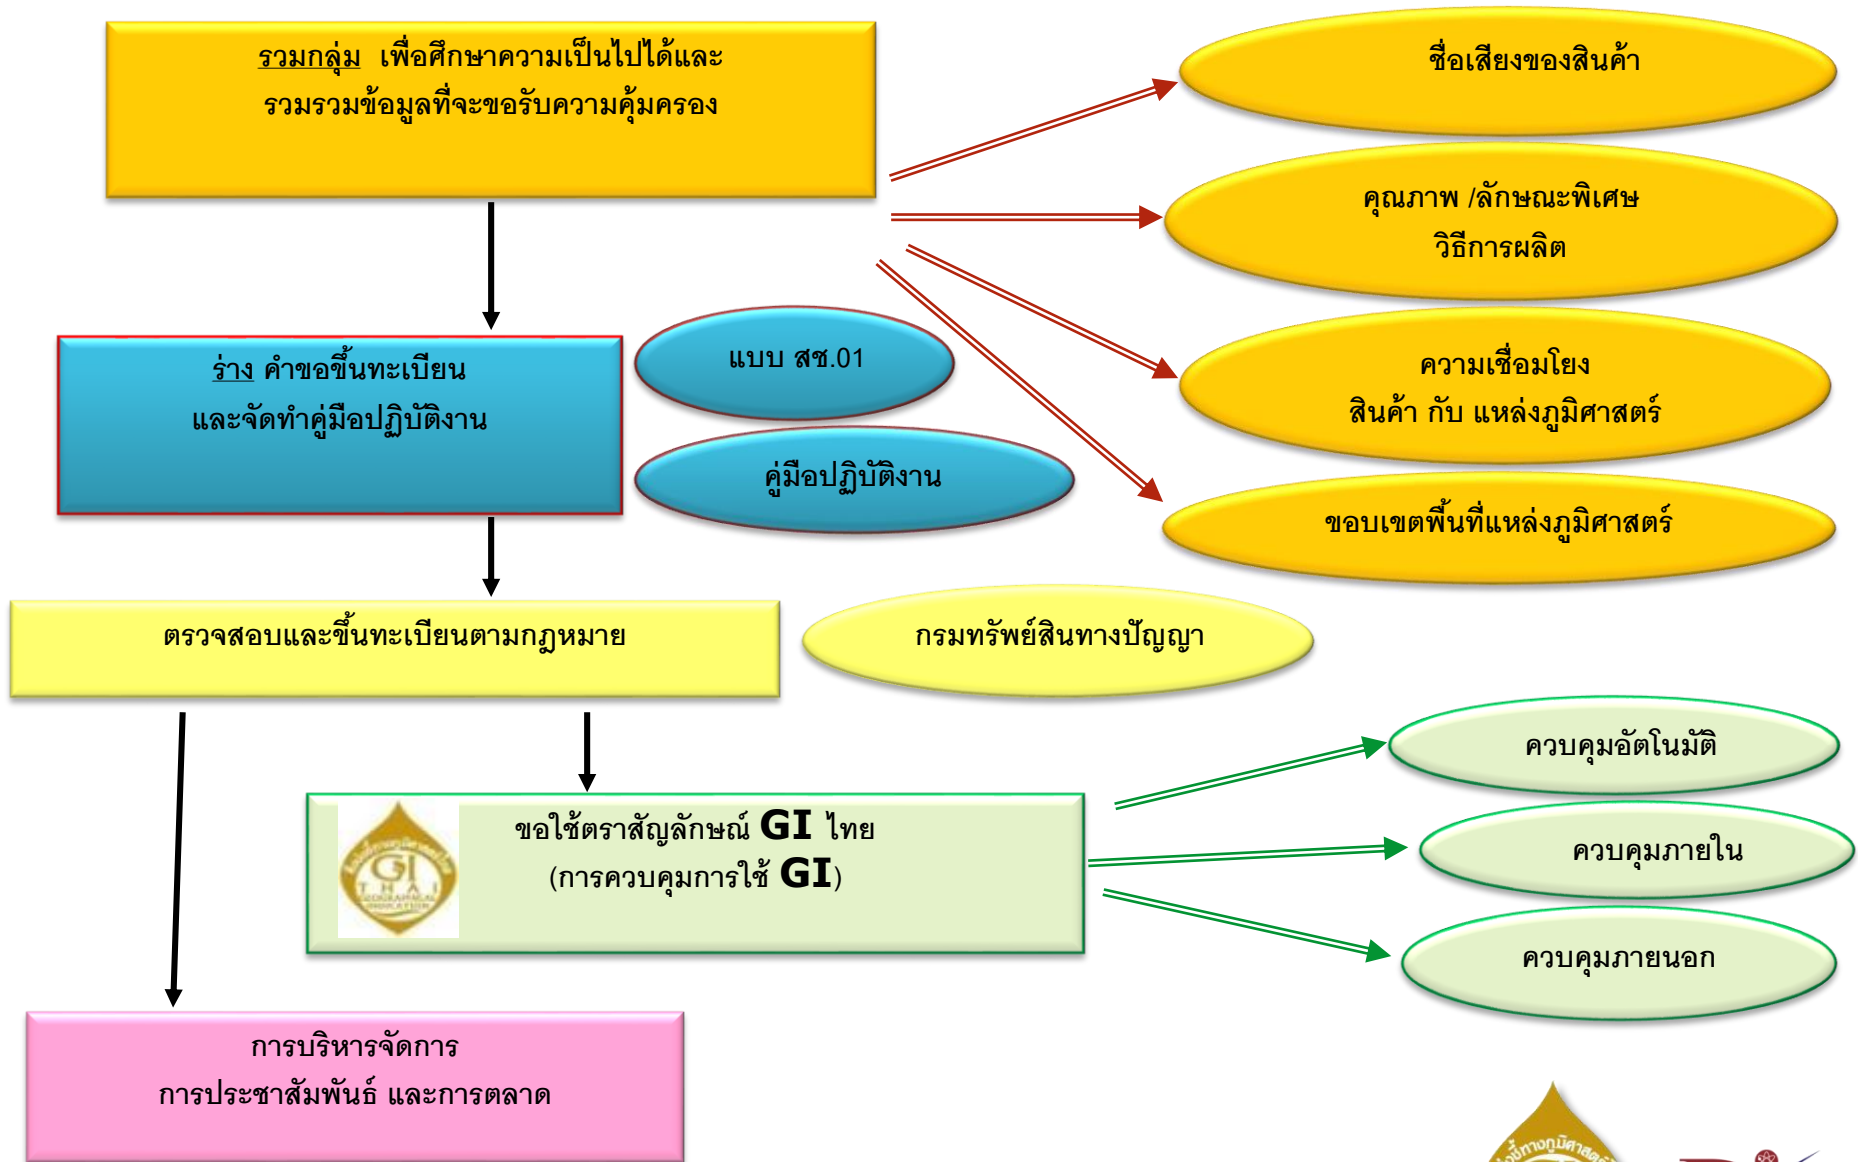 รวมกลุ่ม เพื่อศึกษาความเป็นไปได้และ
รวมรวมข้อมูลที่จะขอรับความคุ้มครอง
ชื่อเสียงของสินค้า
คุณภาพ /ลักษณะพิเศษ
วิธีการผลิต
ความเชื่อมโยง
สินค้า กับ แหล่งภูมิศาสตร์
ขอบเขตพื้นที่แหล่งภูมิศาสตร์
ร่าง คำขอขึ้นทะเบียน
และจัดทำคู่มือปฏิบัติงาน
แบบ สช.01
คู่มือปฏิบัติงาน
ตรวจสอบและขึ้นทะเบียนตามกฎหมาย
กรมทรัพย์สินทางปัญญา
ขอใช้ตราสัญลักษณ์ GI ไทย
(การควบคุมการใช้ GI)
GI
THAI
GEOGRAPHICAL
INDICATION
ควบคุมอัตโนมัติ
ควบคุมภายใน
ควบคุมภายนอก
การบริหารจัดการ
การประชาสัมพันธ์ และการตลาด